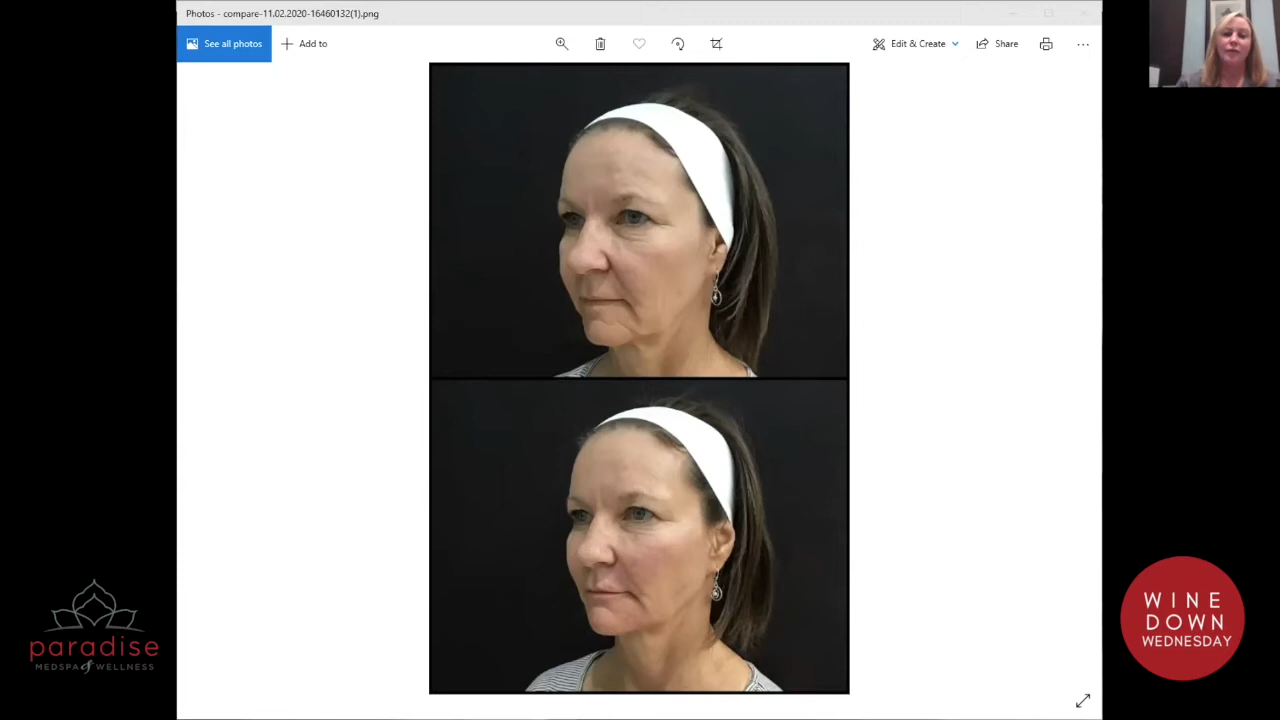 Photos - compare-11.02.2020-16460132(1).png
See all photos
Add to
Edit & Create
Share
paradise
MEDSPA & WELLNESS
WINE
DOWN
WEDNESDAY